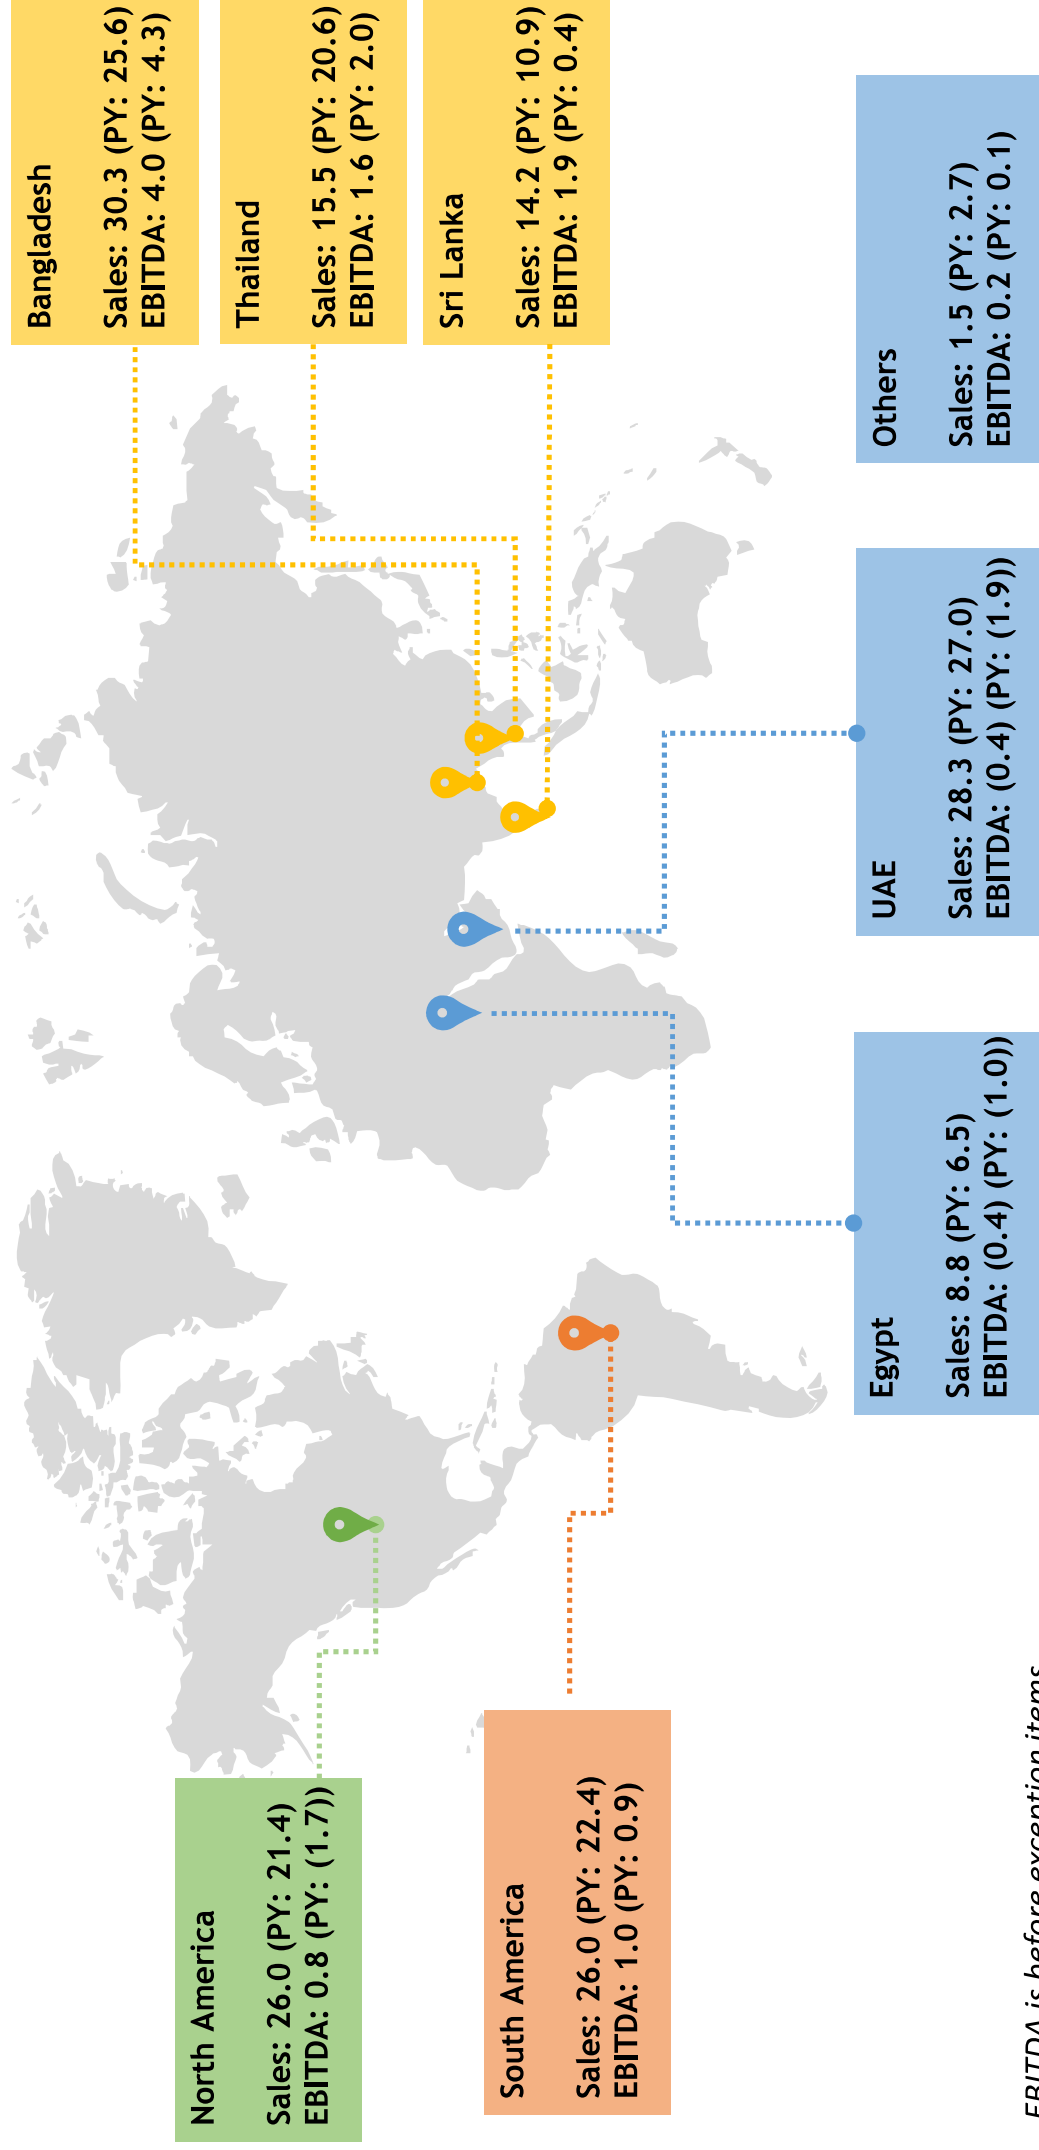 North America
Sales: 26.0 (PY: 21.4)
EBITDA: 0.8 (PY: (1.7))
South America
Sales: 26.0 (PY: 22.4)
EBITDA: 1.0 (PY: 0.9)
Bangladesh
Sales: 30.3 (PY: 25.6)
EBITDA: 4.0 (PY: 4.3)
Thailand
Sales: 15.5 (PY: 20.6)
EBITDA: 1.6 (PY: 2.0)
Sri Lanka
Sales: 14.2 (PY: 10.9)
EBITDA: 1.9 (PY: 0.4)
Egypt
Sales: 8.8 (PY: 6.5)
EBITDA: (0.4) (PY: (1.0))
UAE
Sales: 28.3 (PY: 27.0)
EBITDA: (0.4) (PY: (1.9))
Others
Sales: 1.5 (PY: 2.7)
EBITDA: 0.2 (PY: 0.1)
EBITDA is before exception items